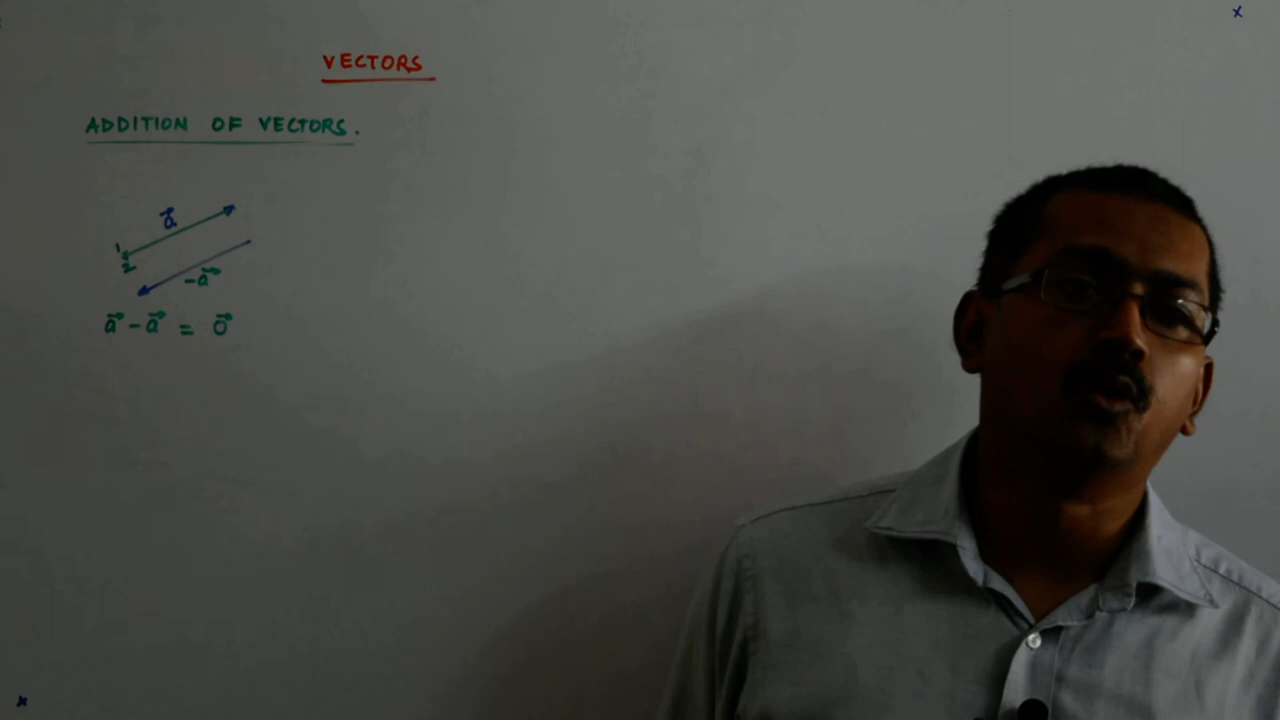 VECTORS
ADDITION OF VECTORS.
a⃗
-a⃗
a⃗ - a⃗ = 0⃗